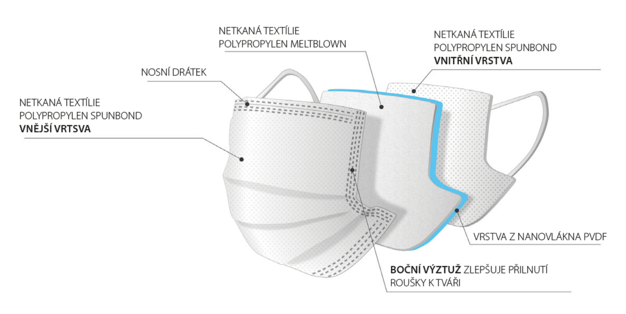 NETKANÁ TEXTÍLIE
POLYPROPYLEN MELTBLOWN
NETKANÁ TEXTÍLIE
POLYPROPYLEN SPUNBOND
VNITŘNÍ VRSTVA
NOSNÍ DRÁTEK
NETKANÁ TEXTÍLIE
POLYPROPYLEN SPUNBOND
VNĚJŠÍ VRTSVA
VRSTVA Z NANOVLÁKNA PVDF
BOČNÍ VÝZTUŽ ZLEPŠUJE PŘILNUTÍ
ROUŠKY K TVÁŘI